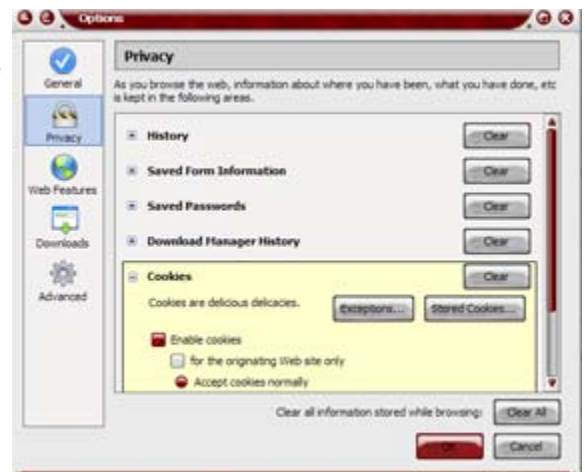 Options
General
Privacy
Web Features
Downloads
Advanced
Privacy
As you browse the web, information about where you have been, what you have done, etc
is kept in the following areas.
History Clear
Saved Form Information Clear
Saved Passwords Clear
Download Manager History Clear
Cookies Clear
Cookies are delicious delicacies. Exceptions... Stored Cookies...
Enable cookies
for the originating Web site only
Accept cookies normally
Clear all information stored while browsing: Clear All
OK Cancel